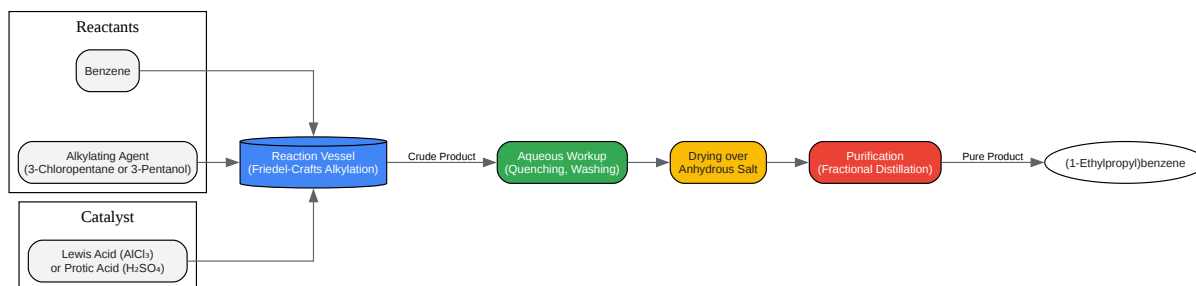 Reactants
Benzene
Alkylating Agent
(3-Chloropentane or 3-Pentanol)
Catalyst
Lewis Acid (AlCl₃)
or Protic Acid (H₂SO₄)
Reaction Vessel
(Friedel-Crafts Alkylation)
Crude Product
Aqueous Workup
(Quenching, Washing)
Drying over
Anhydrous Salt
Purification
(Fractional Distillation)
Pure Product
(1-Ethylpropyl)benzene